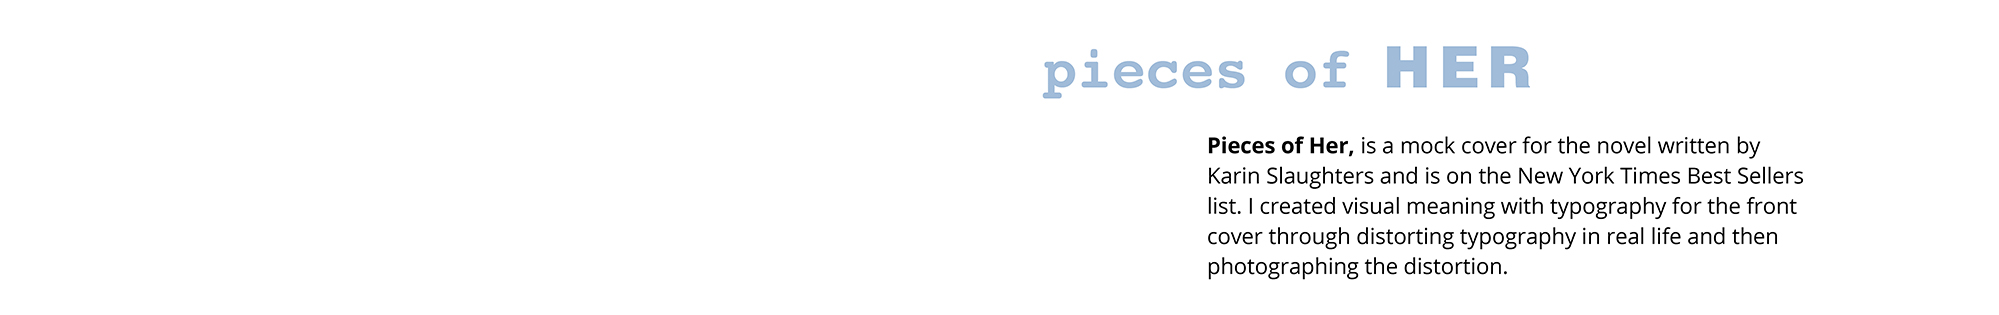 pieces of HER
Pieces of Her, is a mock cover for the novel written by
Karin Slaughters and is on the New York Times Best Sellers
list. I created visual meaning with typography for the front
cover through distorting typography in real life and then
photographing the distortion.